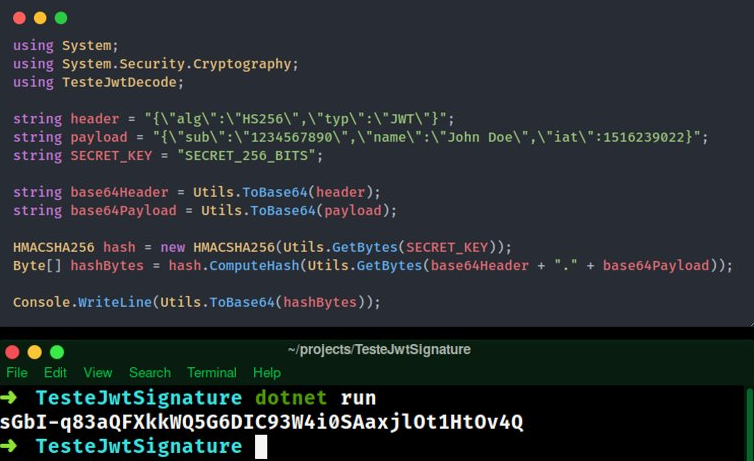 using System;
using System.Security.Cryptography;
using TesteJwtDecode;
string header = "{\"alg\":\"HS256\",\"typ\":\"JWT\"}";
string payload = "{\"sub\":\"1234567890\",\"name\":\"John Doe\",\"iat\":1516239022}";
string SECRET_KEY = "SECRET_256_BITS";
string base64Header = Utils.ToBase64(header);
string base64Payload = Utils.ToBase64(payload);
HMACSHA256 hash = new HMACSHA256(Utils.GetBytes(SECRET_KEY));
Byte[] hashBytes = hash.ComputeHash(Utils.GetBytes(base64Header + "." + base64Payload));
Console.WriteLine(Utils.ToBase64(hashBytes));
~/projects/TesteJwtSignature
File Edit View Search Terminal Help
➜ TesteJwtSignature dotnet run
sGbI-q83aQFXkkWQ5G6DIC93W4i0SAaxjlOt1HtOv4Q
➜ TesteJwtSignature